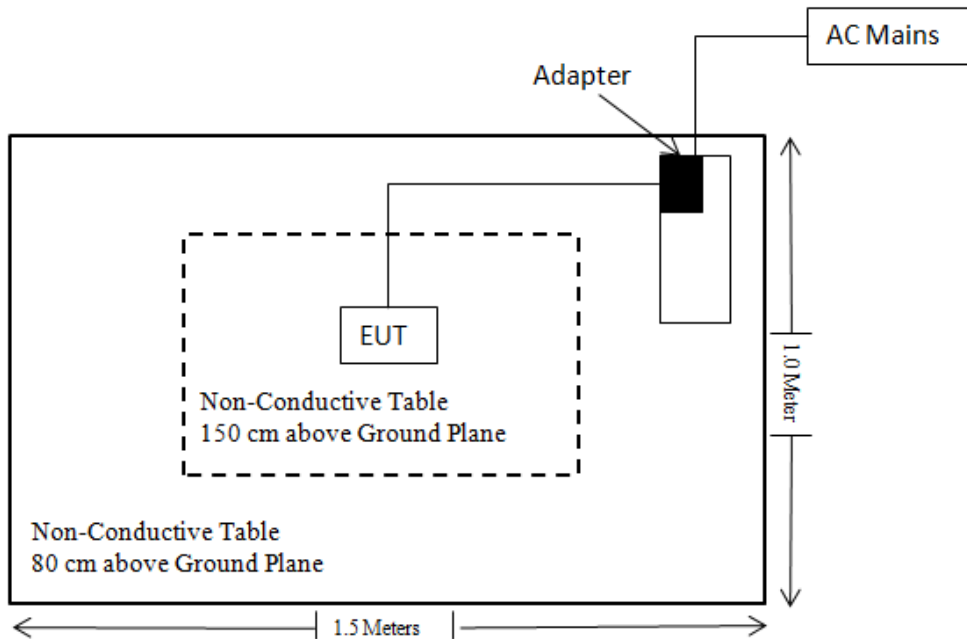 AC Mains
Adapter
EUT
Non-Conductive Table
150 cm above Ground Plane
1.0 Meter
Non-Conductive Table
80 cm above Ground Plane
1.5 Meters